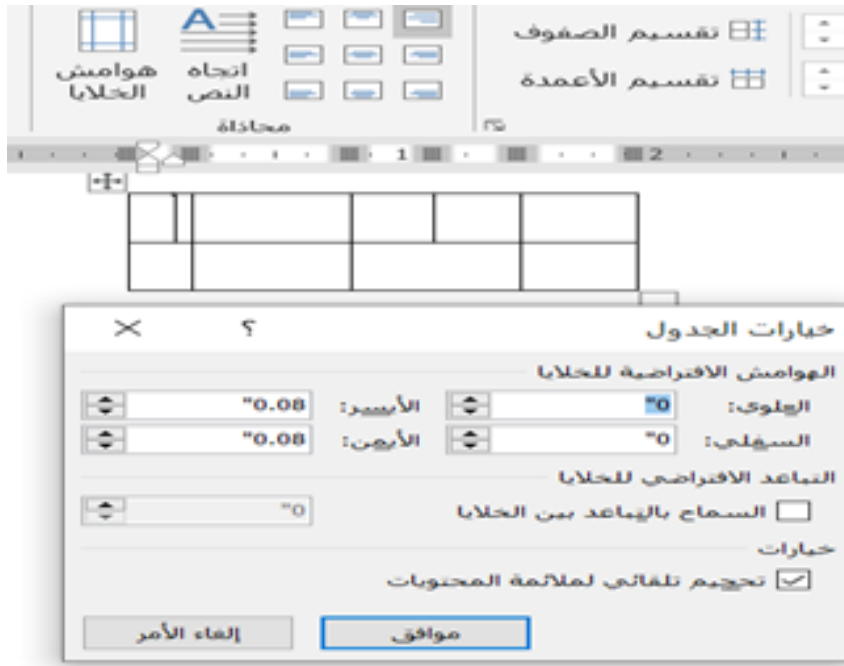 تقسيم الصفوف
تقسيم الأعمدة
اتجاه النص
هوامش الخلايا
محاذاة
1 2
خيارات الجدول ؟
الهوامش الافتراضية للخلايا
العلوي: "0 الأيسر: "0.08
السفلي: "0 الأيمن: "0.08
التباعد الافتراضي للخلايا
السماح بالتباعد بين الخلايا "0
خيارات
تحجيم تلقائي لملائمة المحتويات
موافق إلغاء الأمر